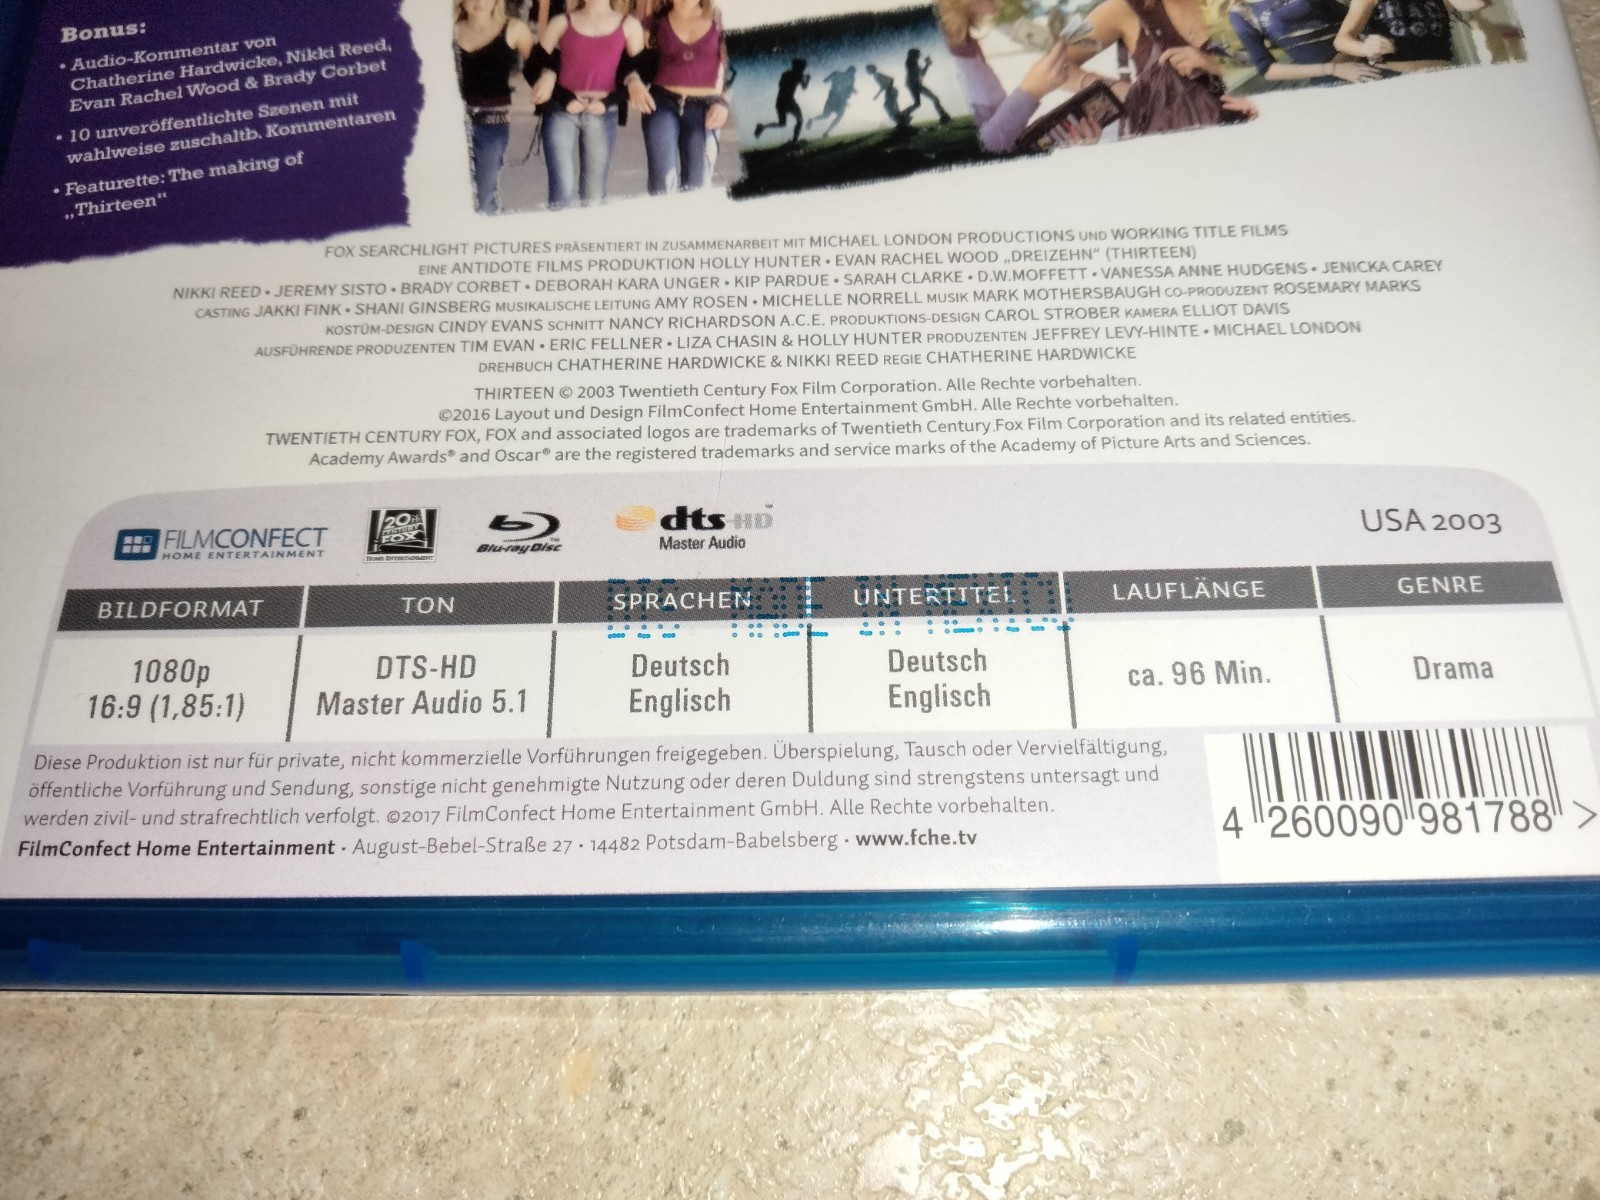 Bonus:
• Audio-Kommentar von
Chatherine Hardwicke, Nikki Reed,
Evan Rachel Wood & Brady Corbet
• 10 unveröffentlichte Szenen mit
wahlweise zuschaltb. Kommentaren
• Featurette: The making of
„Thirteen“
FOX SEARCHLIGHT PICTURES PRÄSENTIERT IN ZUSAMMENARBEIT MIT MICHAEL LONDON PRODUCTIONS UND WORKING TITLE FILMS
EINE ANTIDOTE FILMS PRODUKTION HOLLY HUNTER • EVAN RACHEL WOOD „DREIZEHN“ (THIRTEEN)
NIKKI REED • JEREMY SISTO • BRADY CORBET • DEBORAH KARA UNGER • KIP PARDUE • SARAH CLARKE • D.W.MOFFETT • VANESSA ANNE HUDGENS • JENICKA CAREY
CASTING JAKKI FINK • SHANI GINSBERG MUSIKALISCHE LEITUNG AMY ROSEN • MICHELLE NORRELL MUSIK MARK MOTHERSBAUGH CO-PRODUZENT ROSEMARY MARKS
KOSTÜM-DESIGN CINDY EVANS SCHNITT NANCY RICHARDSON A.C.E. PRODUKTIONS-DESIGN CAROL STROBER KAMERA ELLIOT DAVIS
AUSFÜHRENDE PRODUZENTEN TIM EVAN • ERIC FELLNER • LIZA CHASIN & HOLLY HUNTER PRODUZENTEN JEFFREY LEVY-HINTE • MICHAEL LONDON
DREHBUCH CHATHERINE HARDWICKE & NIKKI REED REGIE CHATHERINE HARDWICKE
THIRTEEN © 2003 Twentieth Century Fox Film Corporation. Alle Rechte vorbehalten.
©2016 Layout und Design FilmConfect Home Entertainment GmbH. Alle Rechte vorbehalten.
TWENTIETH CENTURY FOX, FOX and associated logos are trademarks of Twentieth Century Fox Film Corporation and its related entities.
Academy Awards® and Oscar® are the registered trademarks and service marks of the Academy of Picture Arts and Sciences.
FILMCONFECT
HOME ENTERTAINMENT
20th
CENTURY
FOX
HOME ENTERTAINMENT
Blu-ray Disc
dts-HD™
Master Audio
USA 2003
BILDFORMAT TON SPRACHEN UNTERTITEL LAUFLÄNGE GENRE
MADE IN MEXICO
1080p
16:9 (1,85:1)
DTS-HD
Master Audio 5.1
Deutsch
Englisch
Deutsch
Englisch
ca. 96 Min.
Drama
Diese Produktion ist nur für private, nicht kommerzielle Vorführungen freigegeben. Überspielung, Tausch oder Vervielfältigung,
öffentliche Vorführung und Sendung, sonstige nicht genehmigte Nutzung oder deren Duldung sind strengstens untersagt und
werden zivil- und strafrechtlich verfolgt. ©2017 FilmConfect Home Entertainment GmbH. Alle Rechte vorbehalten.
FilmConfect Home Entertainment · August-Bebel-Straße 27 · 14482 Potsdam-Babelsberg · www.fche.tv
4 260090 981788 >